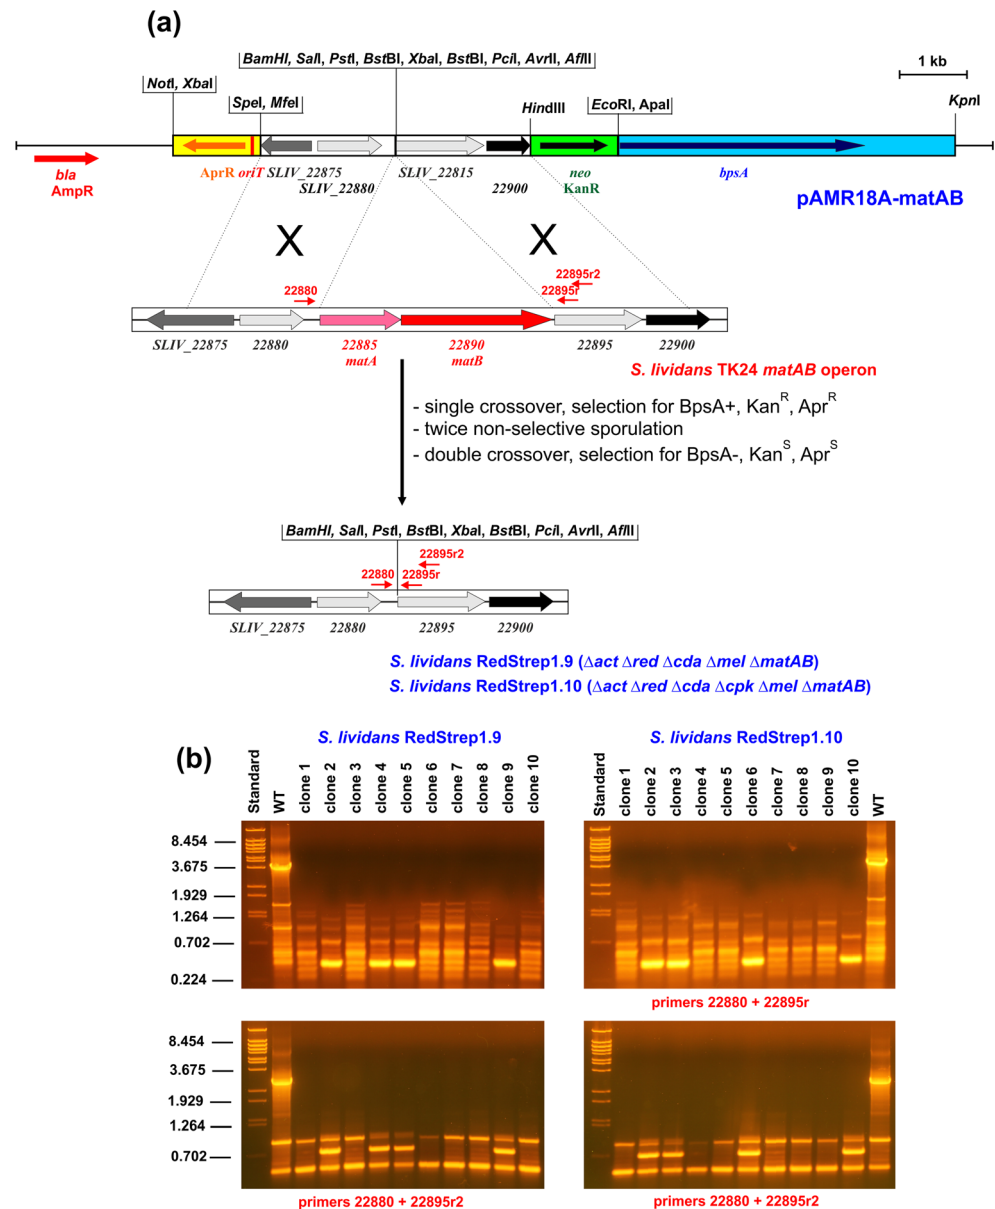 (a)
BamHI, SalI, PstI, BstBI, XbaI, BstBI, PciI, AvrII, AflII
1 kb
NotI, XbaI
SpeI, MfeI
HindIII
EcoRI, ApaI
KpnI
bla
AmpR
AprR oriT SLIV_22875
SLIV_22880
SLIV_22815
22900
neo
KanR
bpsA
pAMR18A-matAB
X X
22895r2
22880
22895r
SLIV_22875
22880
22885
matA
22890
matB
22895
22900
S. lividans TK24 matAB operon
- single crossover, selection for BpsA+, KanR, AprR
- twice non-selective sporulation
- double crossover, selection for BpsA-, KanS, AprS
BamHI, SalI, PstI, BstBI, XbaI, BstBI, PciI, AvrII, AflII
22895r2
22880 22895r
SLIV_22875 22880 22895 22900
S. lividans RedStrep1.9 (Δact Δred Δcda Δmel ΔmatAB)
S. lividans RedStrep1.10 (Δact Δred Δcda Δcpk Δmel ΔmatAB)
(b)
S. lividans RedStrep1.9
S. lividans RedStrep1.10
Standard
WT
clone 1
clone 2
clone 3
clone 4
clone 5
clone 6
clone 7
clone 8
clone 9
clone 10
Standard
clone 1
clone 2
clone 3
clone 4
clone 5
clone 6
clone 7
clone 8
clone 9
clone 10
WT
8.454
3.675
1.929
1.264
0.702
0.224
primers 22880 + 22895r
8.454
3.675
1.929
1.264
0.702
primers 22880 + 22895r2
primers 22880 + 22895r2